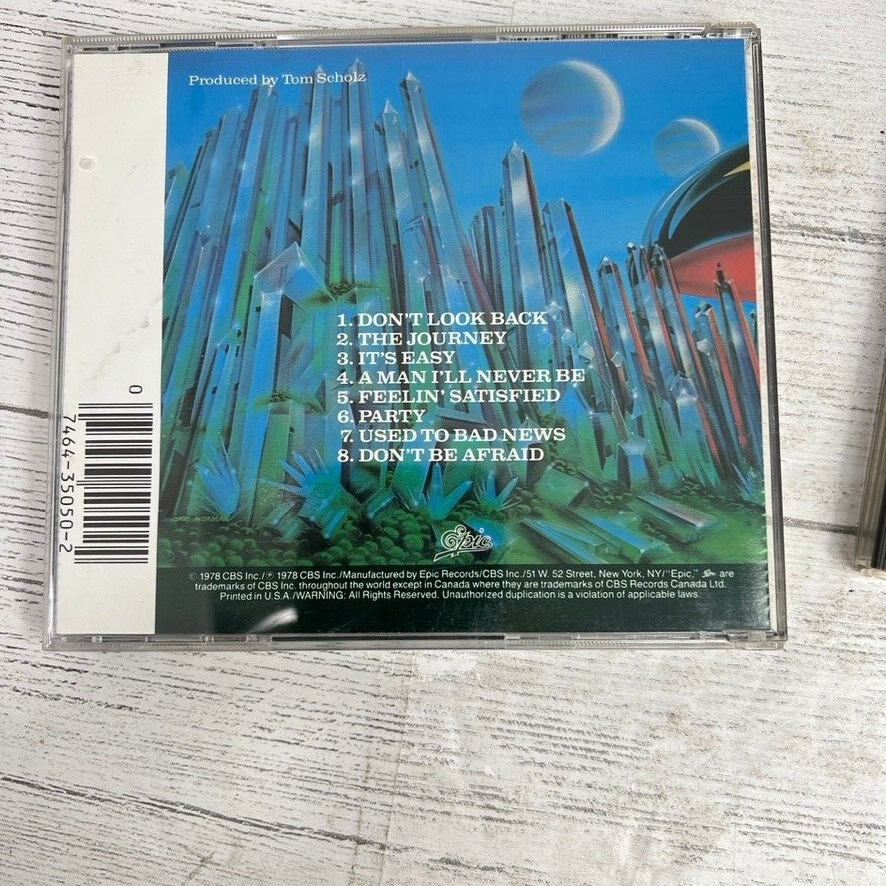 Produced by Tom Scholz
1. DON'T LOOK BACK
2. THE JOURNEY
3. IT'S EASY
4. A MAN I'LL NEVER BE
5. FEELIN' SATISFIED
6. PARTY
7. USED TO BAD NEWS
8. DON'T BE AFRAID
Epic
© 1978 CBS Inc./℗ 1978 CBS Inc./Manufactured by Epic Records/CBS Inc./51 W. 52 Street, New York, NY/"Epic," are
trademarks of CBS Inc. throughout the world except in Canada where they are trademarks of CBS Records Canada Ltd.
Printed in U.S.A./WARNING: All Rights Reserved. Unauthorized duplication is a violation of applicable laws.
0
7464-35050-2